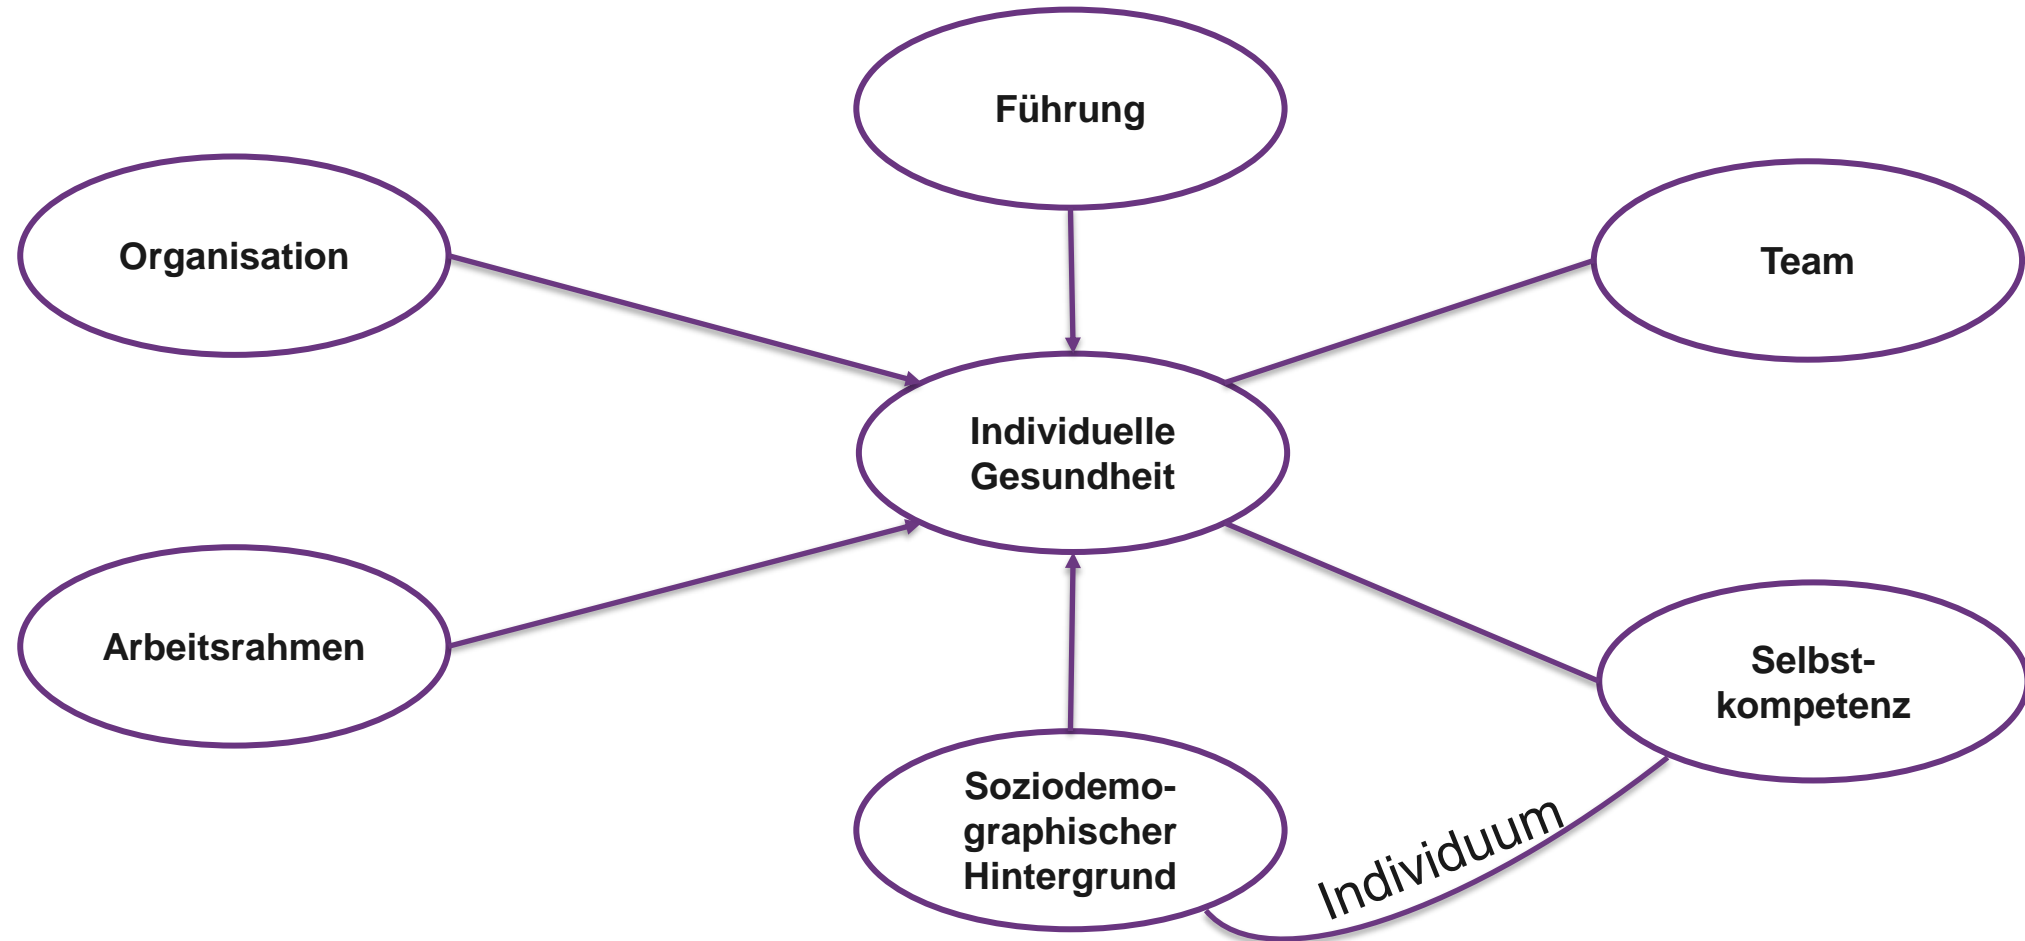 Führung
Organisation
Team
Individuelle
Gesundheit
Arbeitsrahmen
Selbst-
kompetenz
Soziodemo-
graphischer
Hintergrund
Individuum